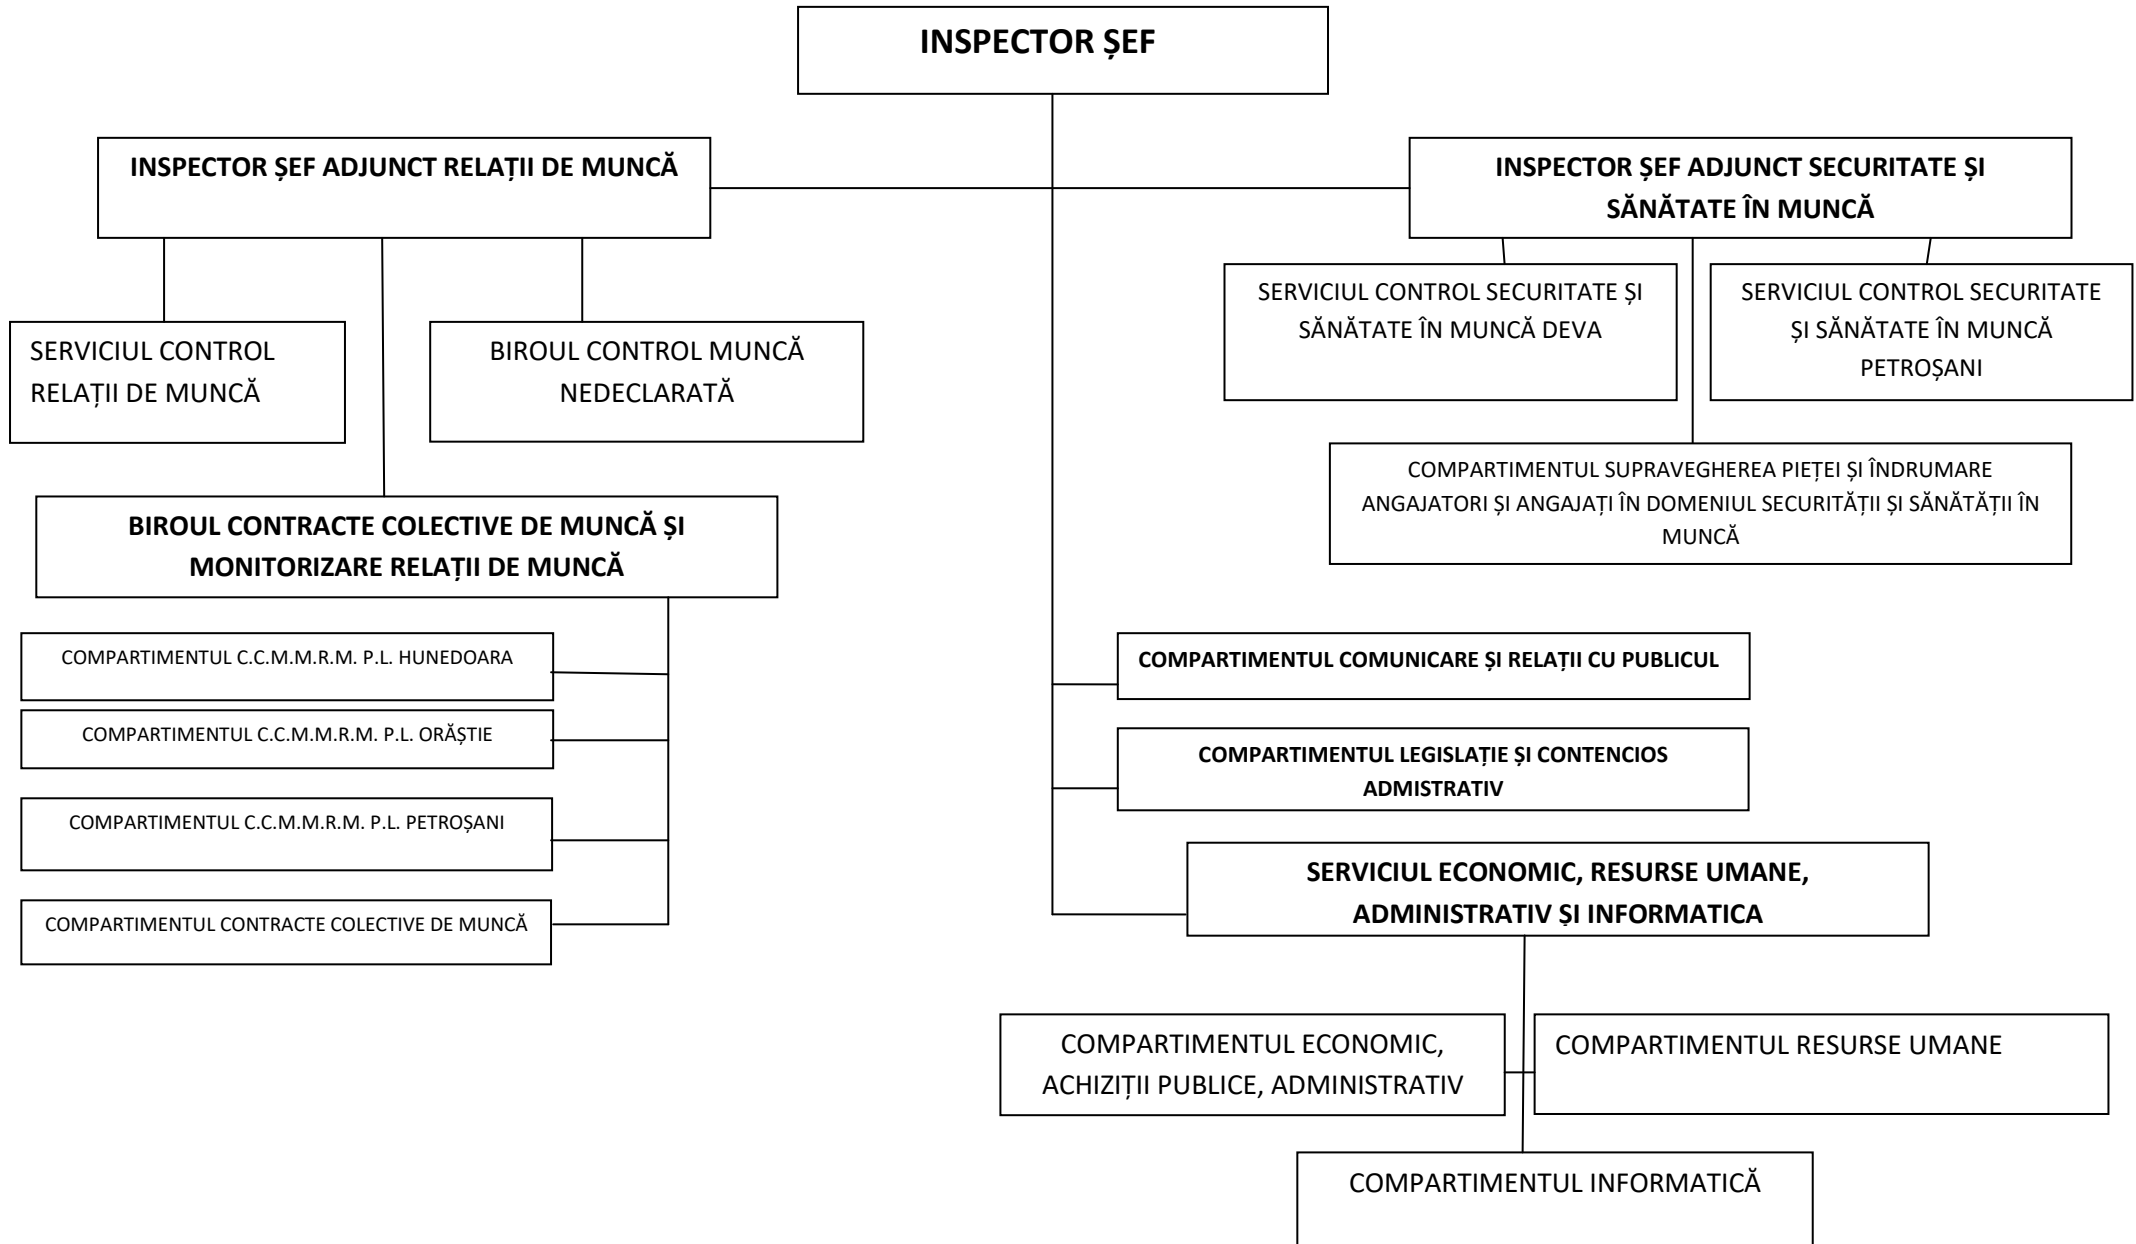 INSPECTOR ȘEF
INSPECTOR ȘEF ADJUNCT RELAȚII DE MUNCĂ
INSPECTOR ȘEF ADJUNCT SECURITATE ȘI
SĂNĂTATE ÎN MUNCĂ
SERVICIUL CONTROL
RELAȚII DE MUNCĂ
BIROUL CONTROL MUNCĂ
NEDECLARATĂ
SERVICIUL CONTROL SECURITATE ȘI
SĂNĂTATE ÎN MUNCĂ DEVA
SERVICIUL CONTROL SECURITATE
ȘI SĂNĂTATE ÎN MUNCĂ
PETROȘANI
COMPARTIMENTUL SUPRAVEGHEREA PIEȚEI ȘI ÎNDRUMARE
ANGAJATORI ȘI ANGAJAȚI ÎN DOMENIUL SECURITĂȚII ȘI SĂNĂTĂȚII ÎN
MUNCĂ
BIROUL CONTRACTE COLECTIVE DE MUNCĂ ȘI
MONITORIZARE RELAȚII DE MUNCĂ
COMPARTIMENTUL C.C.M.M.R.M. P.L. HUNEDOARA
COMPARTIMENTUL C.C.M.M.R.M. P.L. ORĂȘTIE
COMPARTIMENTUL C.C.M.M.R.M. P.L. PETROȘANI
COMPARTIMENTUL CONTRACTE COLECTIVE DE MUNCĂ
COMPARTIMENTUL COMUNICARE ȘI RELAȚII CU PUBLICUL
COMPARTIMENTUL LEGISLAȚIE ȘI CONTENCIOS
ADMISTRATIV
SERVICIUL ECONOMIC, RESURSE UMANE,
ADMINISTRATIV ȘI INFORMATICA
COMPARTIMENTUL ECONOMIC,
ACHIZIȚII PUBLICE, ADMINISTRATIV
COMPARTIMENTUL RESURSE UMANE
COMPARTIMENTUL INFORMATICĂ